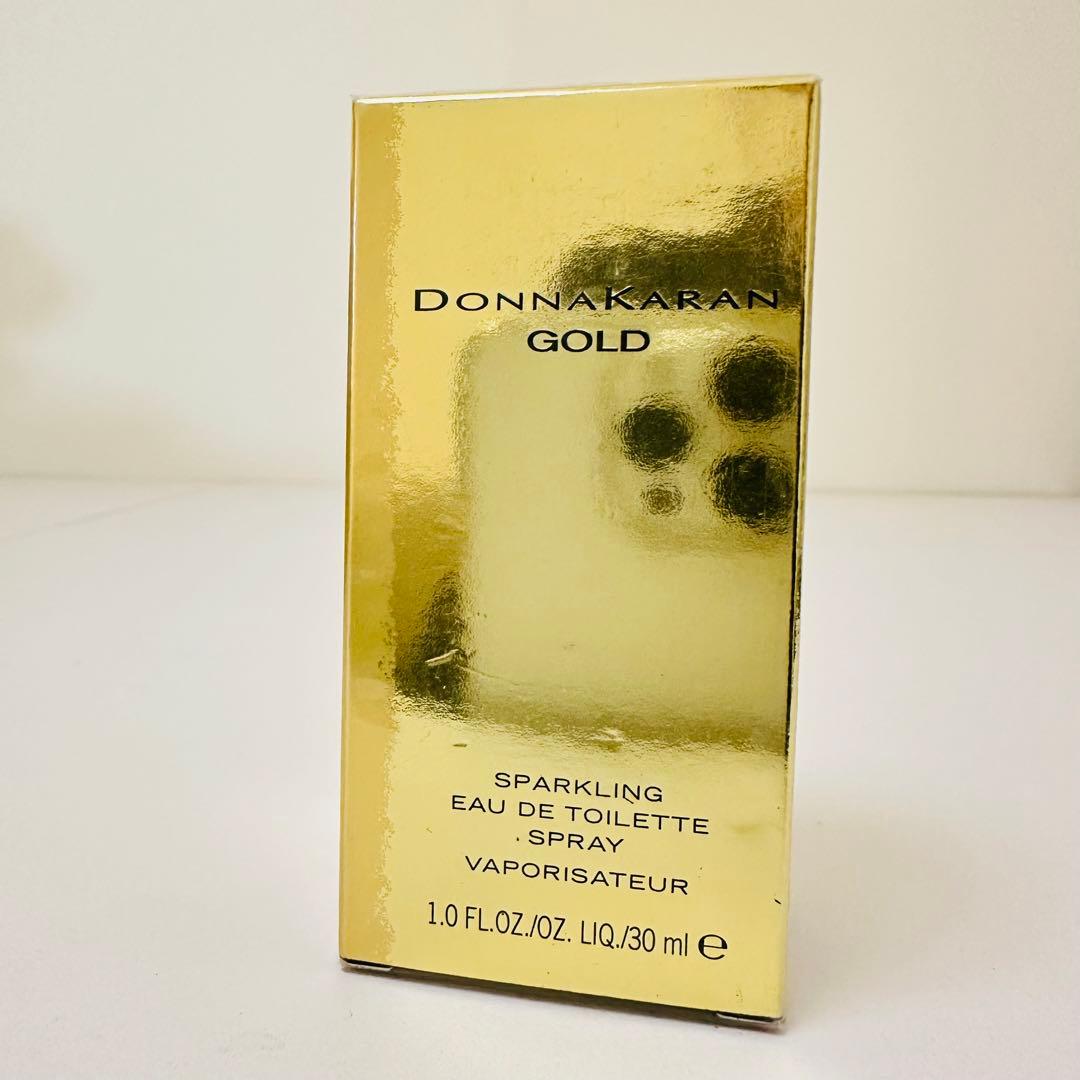 DONNAKARAN
GOLD
SPARKLING
EAU DE TOILETTE
SPRAY
VAPORISATEUR
1.0 FL.OZ./OZ. LIQ./30 ml ℮